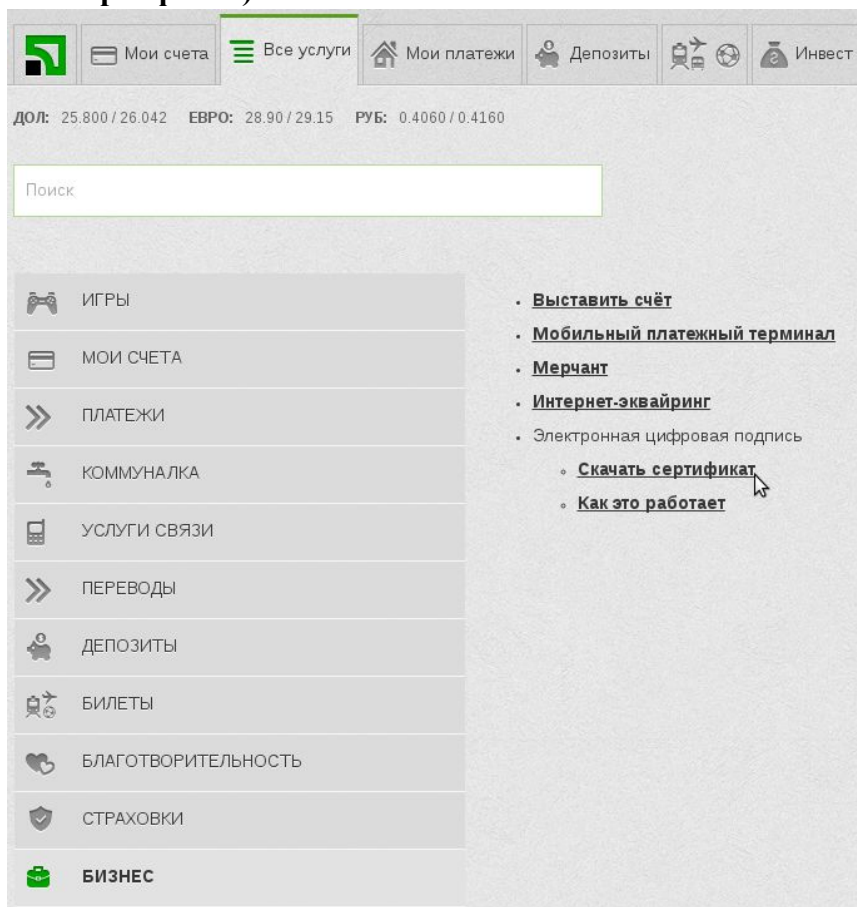 Мои счета Все услуги Мои платежи Депозиты Инвест
ДОЛ: 25.800 / 26.042 ЕВРО: 28.90 / 29.15 РУБ: 0.4060 / 0.4160
Поиск
ИГРЫ
МОИ СЧЕТА
ПЛАТЕЖИ
КОММУНАЛКА
УСЛУГИ СВЯЗИ
ПЕРЕВОДЫ
ДЕПОЗИТЫ
БИЛЕТЫ
БЛАГОТВОРИТЕЛЬНОСТЬ
СТРАХОВКИ
БИЗНЕС
Выставить счёт
Мобильный платежный терминал
Мерчант
Интернет-эквайринг
Электронная цифровая подпись
Скачать сертификат
Как это работает